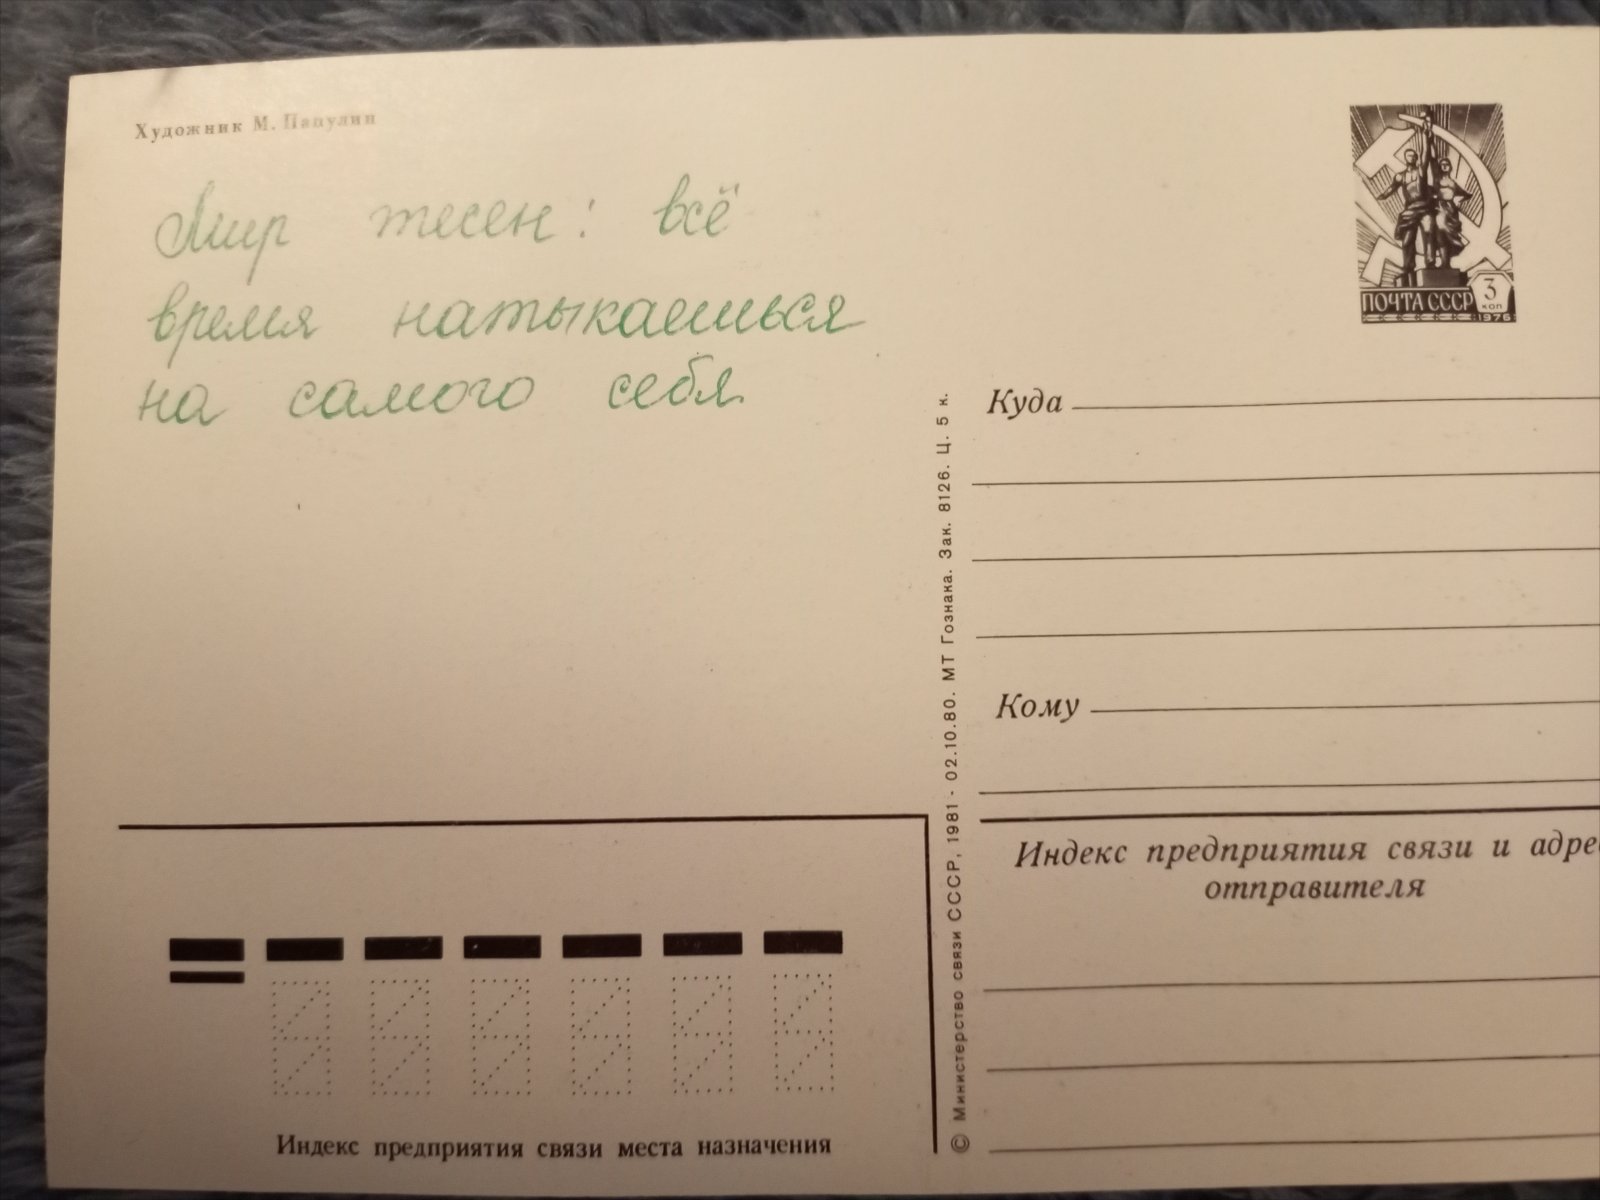 Художник М. Папулин
Мир тесен: всё
время натыкаешься
на самого себя
ПОЧТА СССР
3
коп
1976
Куда
Кому
Индекс предприятия связи и адре
отправителя
© Министерство связи СССР, 1981 - 02.10.80. МТ Гознака. Зак. 8126. Ц. 5 к.
Индекс предприятия связи места назначения